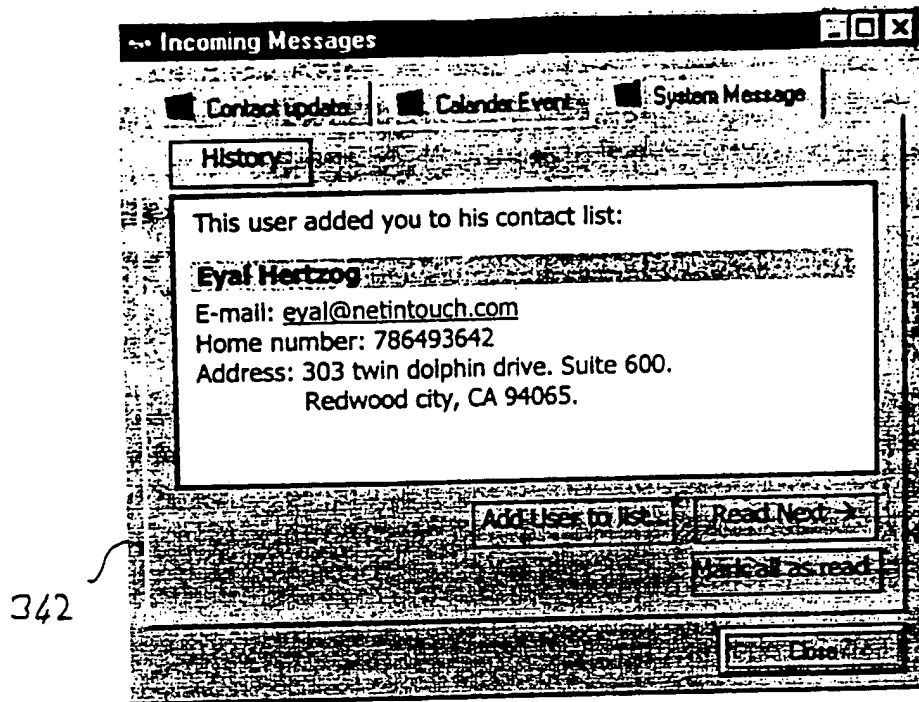 Incoming Messages
Contact update Calander Event System Message
History
This user added you to his contact list:
Eyal Hertzog
E-mail: eyal@netintouch.com
Home number: 786493642
Address: 303 twin dolphin drive. Suite 600.
Redwood city, CA 94065.
Add User to list Read Next →
Mark all as read
342
Close